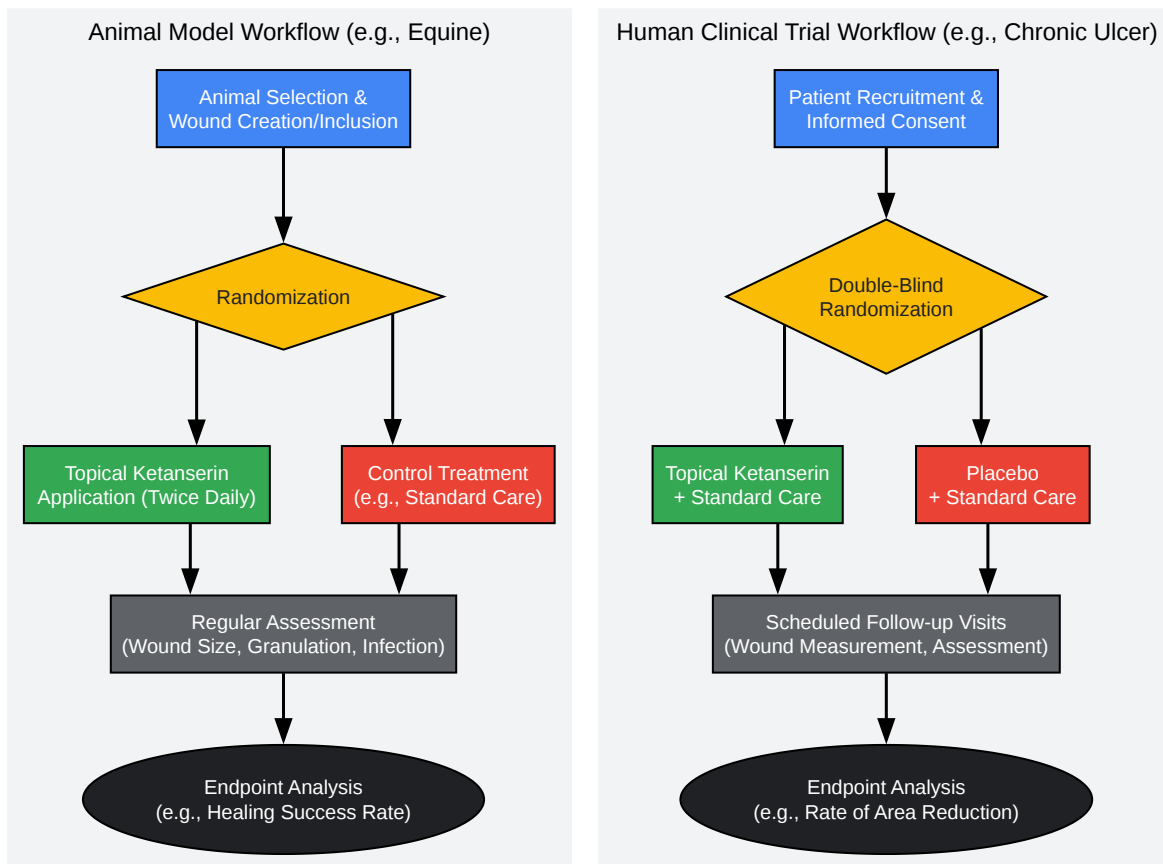 Animal Model Workflow (e.g., Equine)
Animal Selection &
Wound Creation/Inclusion
Randomization
Topical Ketanserin
Application (Twice Daily)
Control Treatment
(e.g., Standard Care)
Regular Assessment
(Wound Size, Granulation, Infection)
Endpoint Analysis
(e.g., Healing Success Rate)
Human Clinical Trial Workflow (e.g., Chronic Ulcer)
Patient Recruitment &
Informed Consent
Double-Blind
Randomization
Topical Ketanserin
+ Standard Care
Placebo
+ Standard Care
Scheduled Follow-up Visits
(Wound Measurement, Assessment)
Endpoint Analysis
(e.g., Rate of Area Reduction)